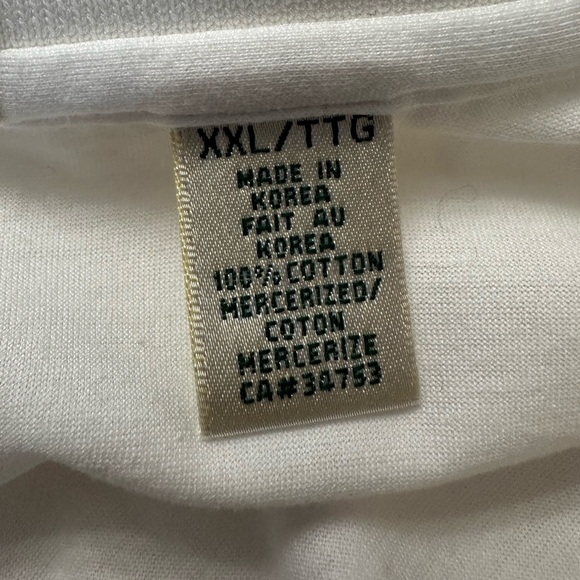 XXL/TTG
MADE IN
KOREA
FAIT AU
KOREA
100% COTTON
MERCERIZED/
COTON
MERCERIZE
CA#34753